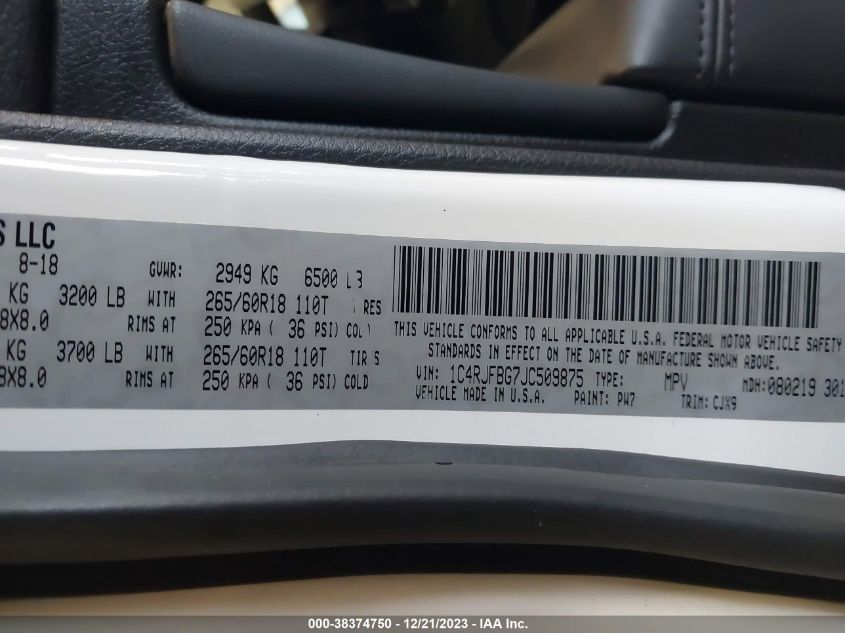 S LLC
8-18 GVWR: 2949 KG 6500 LB
KG 3200 LB WITH 265/60R18 110T RES
8X8.0 RIMS AT 250 KPA ( 36 PSI) COL
KG 3700 LB WITH 265/60R18 110T TIR S
8X8.0 RIMS AT 250 KPA ( 36 PSI) COLD
THIS VEHICLE CONFORMS TO ALL APPLICABLE U.S.A. FEDERAL MOTOR VEHICLE SAFETY
STANDARDS IN EFFECT ON THE DATE OF MANUFACTURE SHOWN ABOVE.
VIN: 1C4RJFBG7JC509875 TYPE: MPV MDH:080219 301
VEHICLE MADE IN U.S.A. PAINT: PW7 TRIM: CJX9
000-38374750 - 12/21/2023 - IAA Inc.